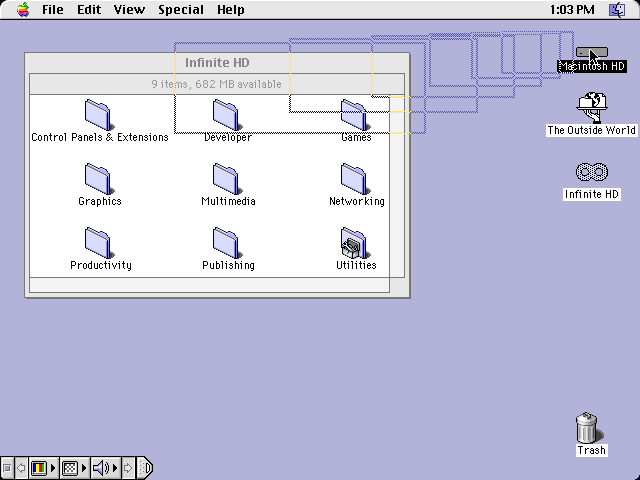 File Edit View Special Help 1:03 PM
Infinite HD
9 items, 682 MB available
Macintosh HD
Control Panels & Extensions Developer Games
The Outside World
Graphics Multimedia Networking
Infinite HD
Productivity Publishing Utilities
Trash